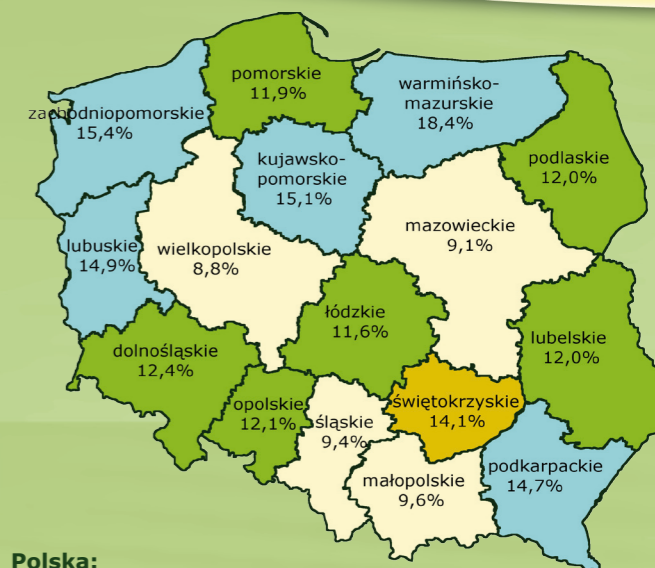 pomorskie
11,9%
warmińsko-
mazurskie
18,4%
zachodniopomorskie
15,4%
kujawsko-
pomorskie
15,1%
podlaskie
12,0%
mazowieckie
9,1%
lubuskie
14,9%
wielkopolskie
8,8%
łódzkie
11,6%
lubelskie
12,0%
dolnośląskie
12,4%
opolskie
12,1%
śląskie
9,4%
świętokrzyskie
14,1%
małopolskie
9,6%
podkarpackie
14,7%
Polska: